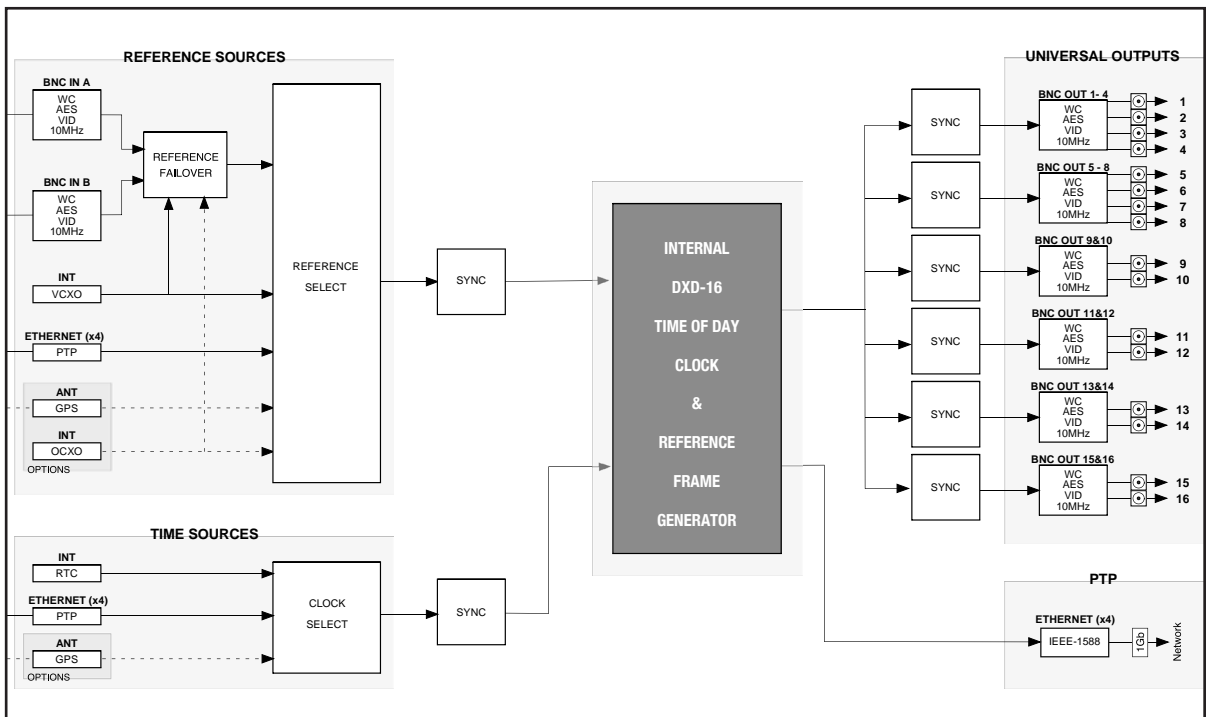 REFERENCE SOURCES
BNC IN A
WC
AES
VID
10MHz
REFERENCE
FAILOVER
BNC IN B
WC
AES
VID
10MHz
INT
VCXO
ETHERNET (x4)
PTP
ANT
GPS
INT
OCXO
OPTIONS
REFERENCE
SELECT
SYNC
TIME SOURCES
INT
RTC
ETHERNET (x4)
PTP
ANT
GPS
OPTIONS
CLOCK
SELECT
SYNC
INTERNAL
DXD-16
TIME OF DAY
CLOCK
&
REFERENCE
FRAME
GENERATOR
SYNC
SYNC
SYNC
SYNC
SYNC
SYNC
UNIVERSAL OUTPUTS
BNC OUT 1- 4
WC
AES
VID
10MHz
1
2
3
4
BNC OUT 5 - 8
WC
AES
VID
10MHz
5
6
7
8
BNC OUT 9&10
WC
AES
VID
10MHz
9
10
BNC OUT 11&12
WC
AES
VID
10MHz
11
12
BNC OUT 13&14
WC
AES
VID
10MHz
13
14
BNC OUT 15&16
WC
AES
VID
10MHz
15
16
PTP
ETHERNET (x4)
IEEE-1588
1Gb
Network